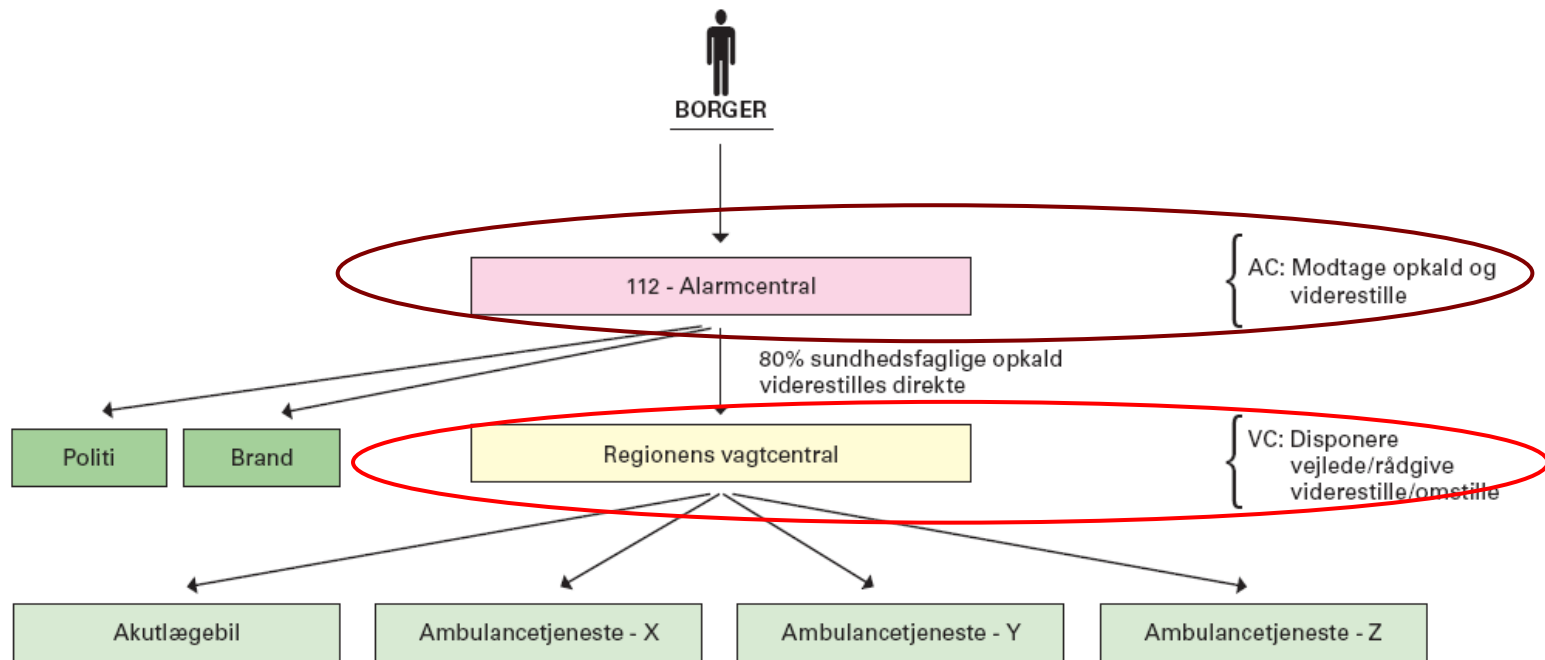 BORGER
112 - Alarmcentral
AC: Modtage opkald og
viderestille
80% sundhedsfaglige opkald
viderestilles direkte
Politi
Brand
Regionens vagtcentral
VC: Disponere
vejlede/rådgive
viderestille/omstille
Akutlægebil
Ambulancetjeneste - X
Ambulancetjeneste - Y
Ambulancetjeneste - Z